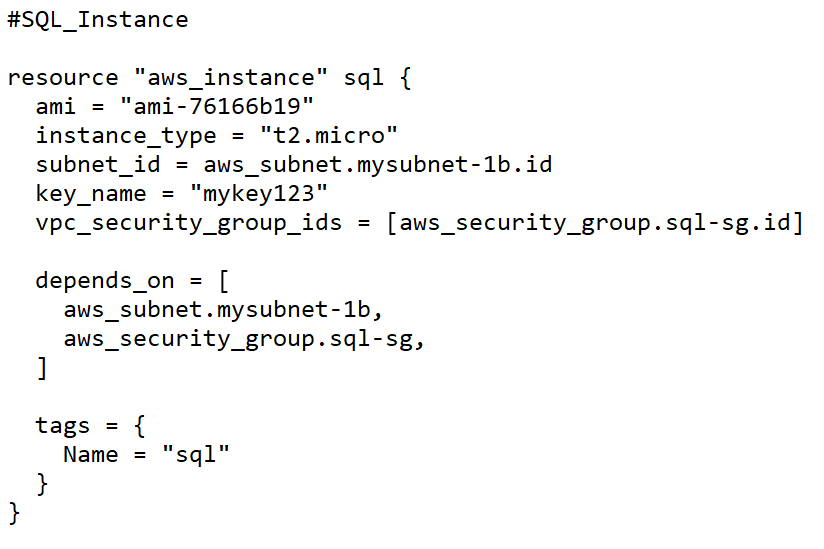 #SQL_Instance
resource "aws_instance" sql {
ami = "ami-76166b19"
instance_type = "t2.micro"
subnet_id = aws_subnet.mysubnet-1b.id
key_name = "mykey123"
vpc_security_group_ids = [aws_security_group.sql-sg.id]
depends_on = [
aws_subnet.mysubnet-1b,
aws_security_group.sql-sg,
]
tags = {
Name = "sql"
}
}